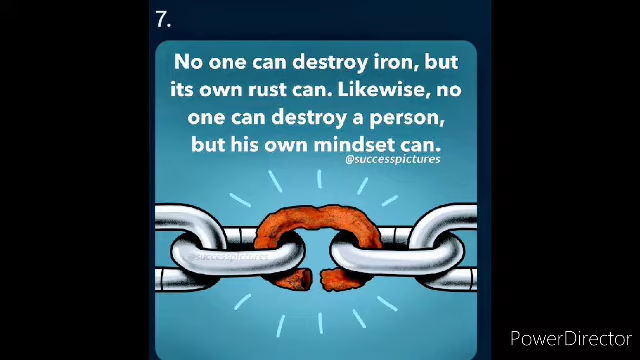 7.
No one can destroy iron, but
its own rust can. Likewise, no
one can destroy a person,
but his own mindset can.
@successpictures
@successpictures
PowerDirector